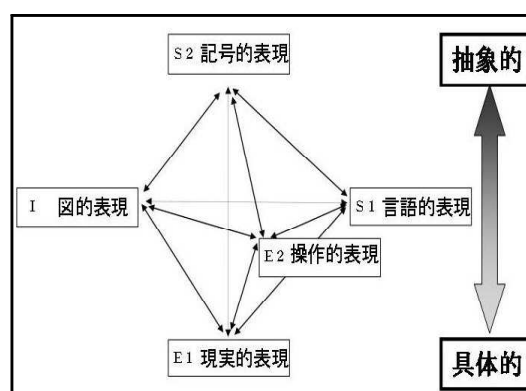 S2 記号的表現
抽象的
I 図的表現
S1 言語的表現
E2 操作的表現
E1 現実的表現
具体的